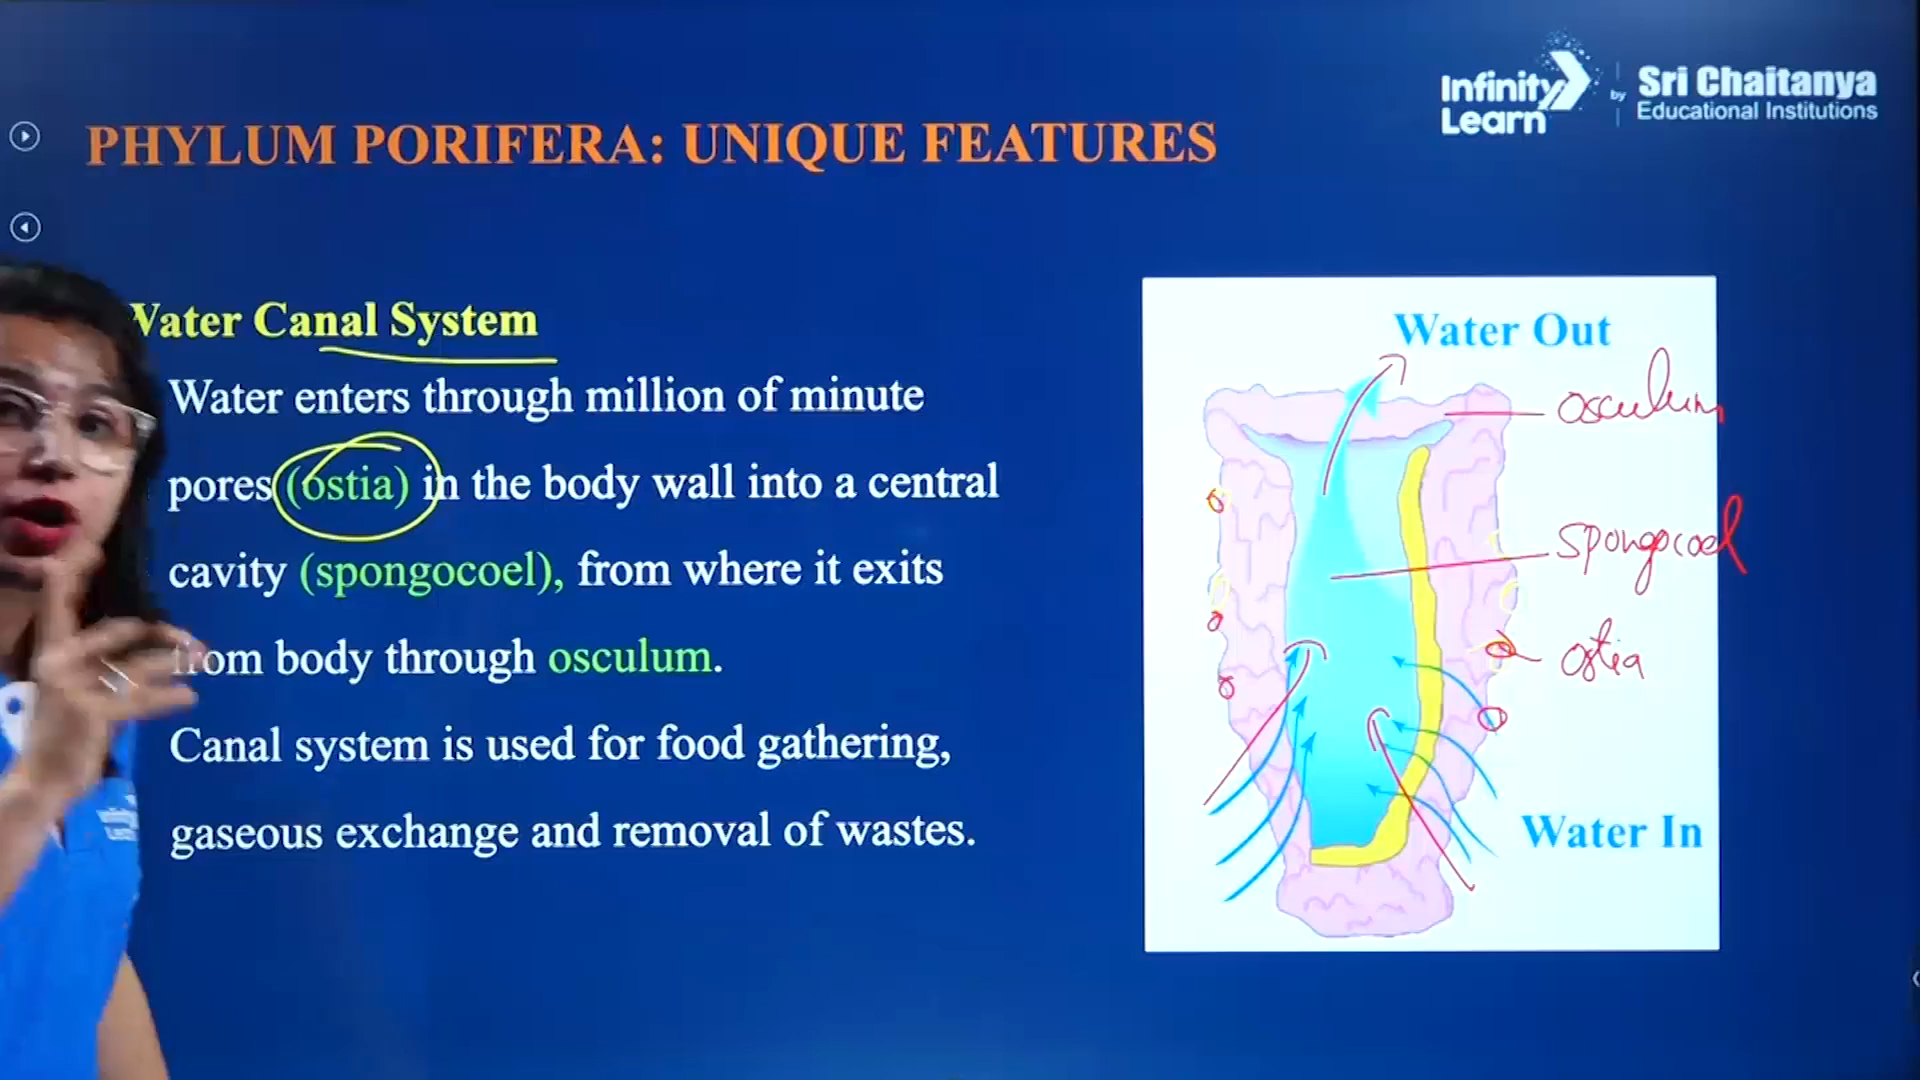 Infinity
Learn
by
Sri Chaitanya
Educational Institutions
PHYLUM PORIFERA: UNIQUE FEATURES
Water Canal System
Water enters through million of minute
pores (ostia) in the body wall into a central
cavity (spongocoel), from where it exits
from body through osculum.
Canal system is used for food gathering,
gaseous exchange and removal of wastes.
Water Out
osculum
spongocoel
ostia
Water In